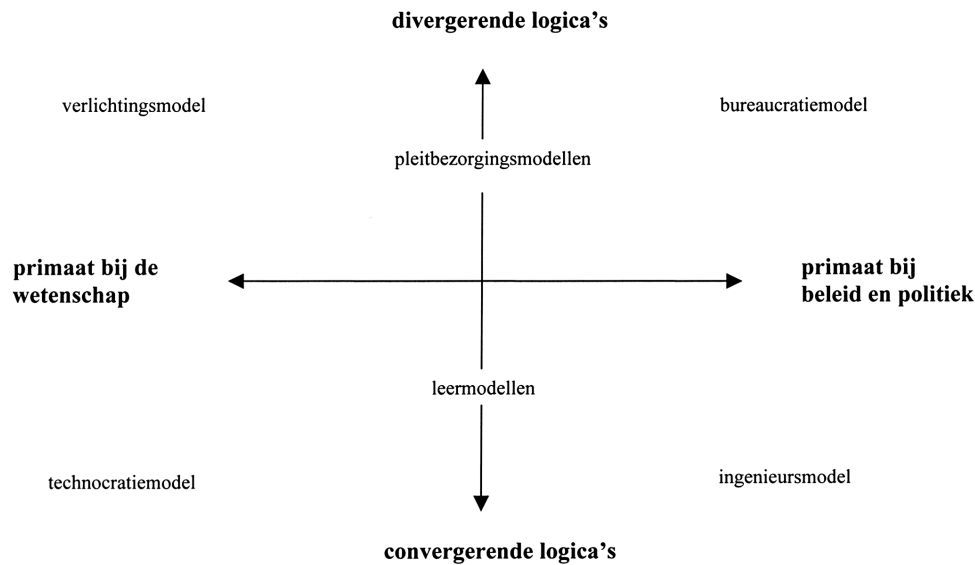 divergerende logica’s
verlichtingsmodel
bureaucratiemodel
pleitbezorgingsmodellen
primaat bij de
wetenschap
primaat bij
beleid en politiek
leermodellen
technocratiemodel
ingenieursmodel
convergerende logica’s